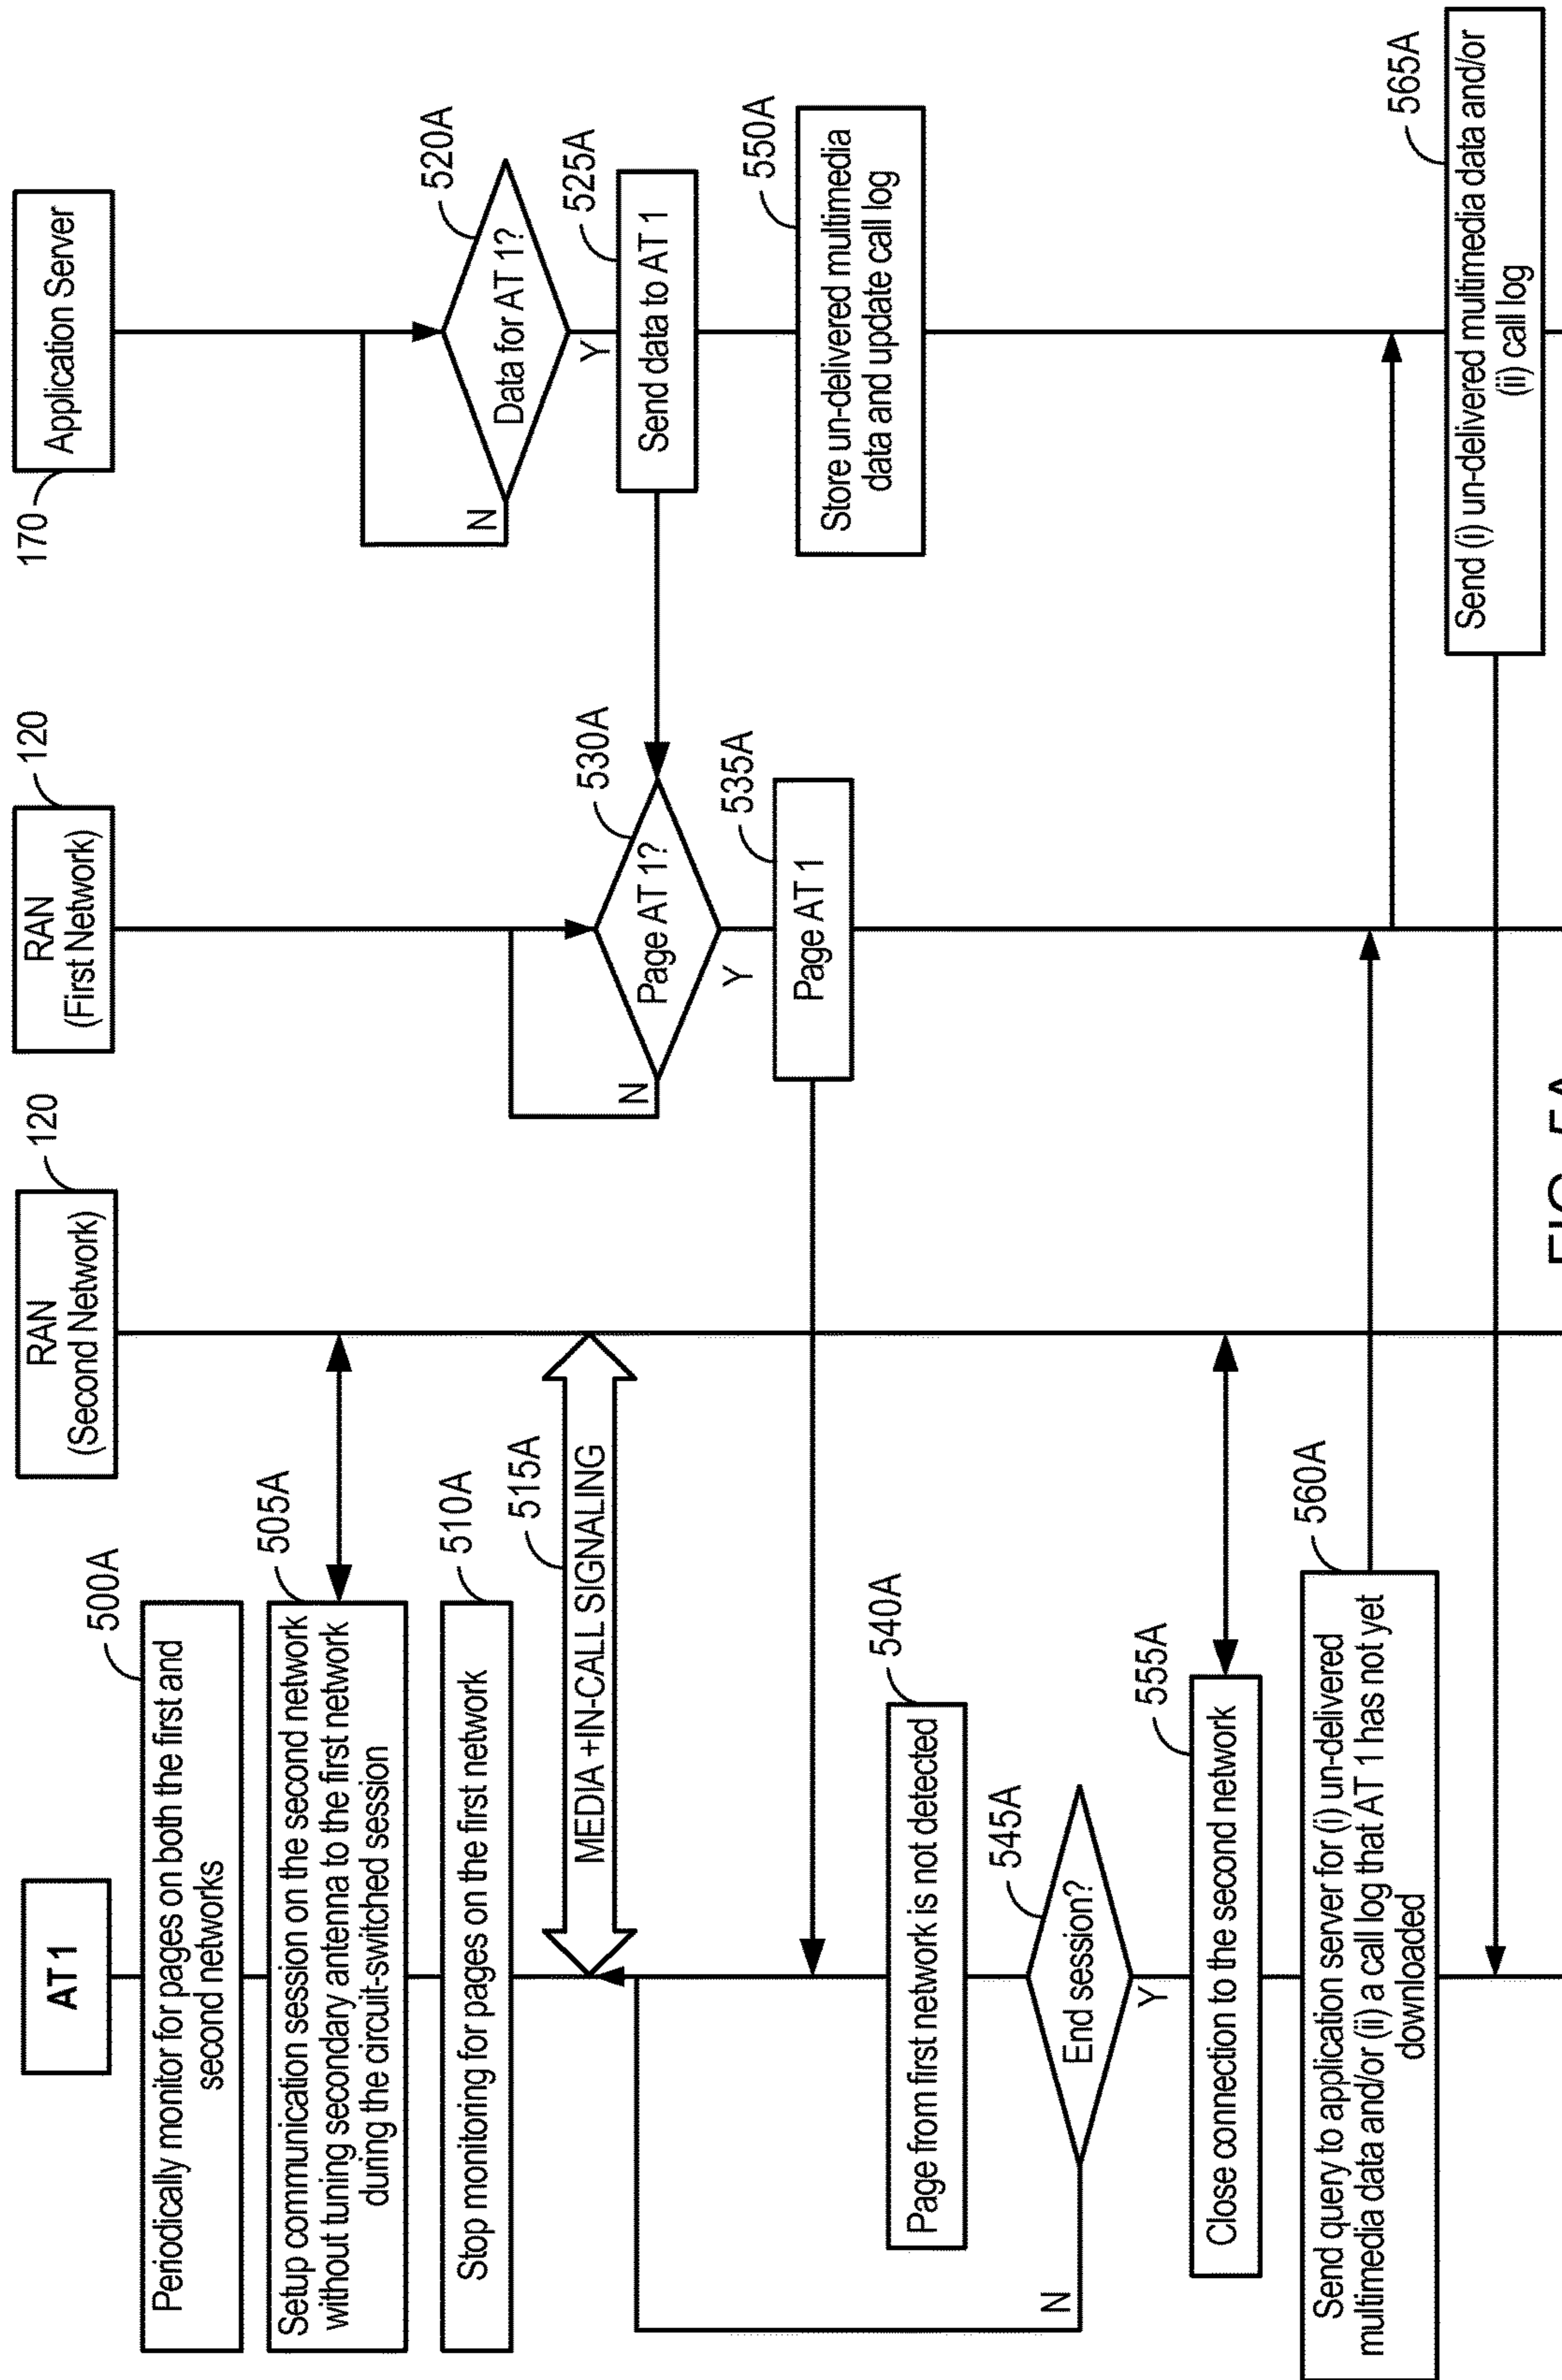 AT 1
RAN
(Second Network)
120
RAN
(First Network)
120
170
Application Server
500A
Periodically monitor for pages on both the first and
second networks
505A
Setup communication session on the second network
without tuning secondary antenna to the first network
during the circuit-switched session
510A
Stop monitoring for pages on the first network
515A
MEDIA +IN-CALL SIGNALING
520A
Data for AT 1?
N
Y
525A
Send data to AT 1
530A
Page AT 1?
N
Y
535A
Page AT 1
540A
Page from first network is not detected
545A
End session?
N
Y
550A
Store un-delivered multimedia
data and update call log
555A
Close connection to the second network
560A
Send query to application server for (i) un-delivered
multimedia data and/or (ii) a call log that AT 1 has not yet
downloaded
565A
Send (i) un-delivered multimedia data and/or
(ii) call log
FIG. 5A